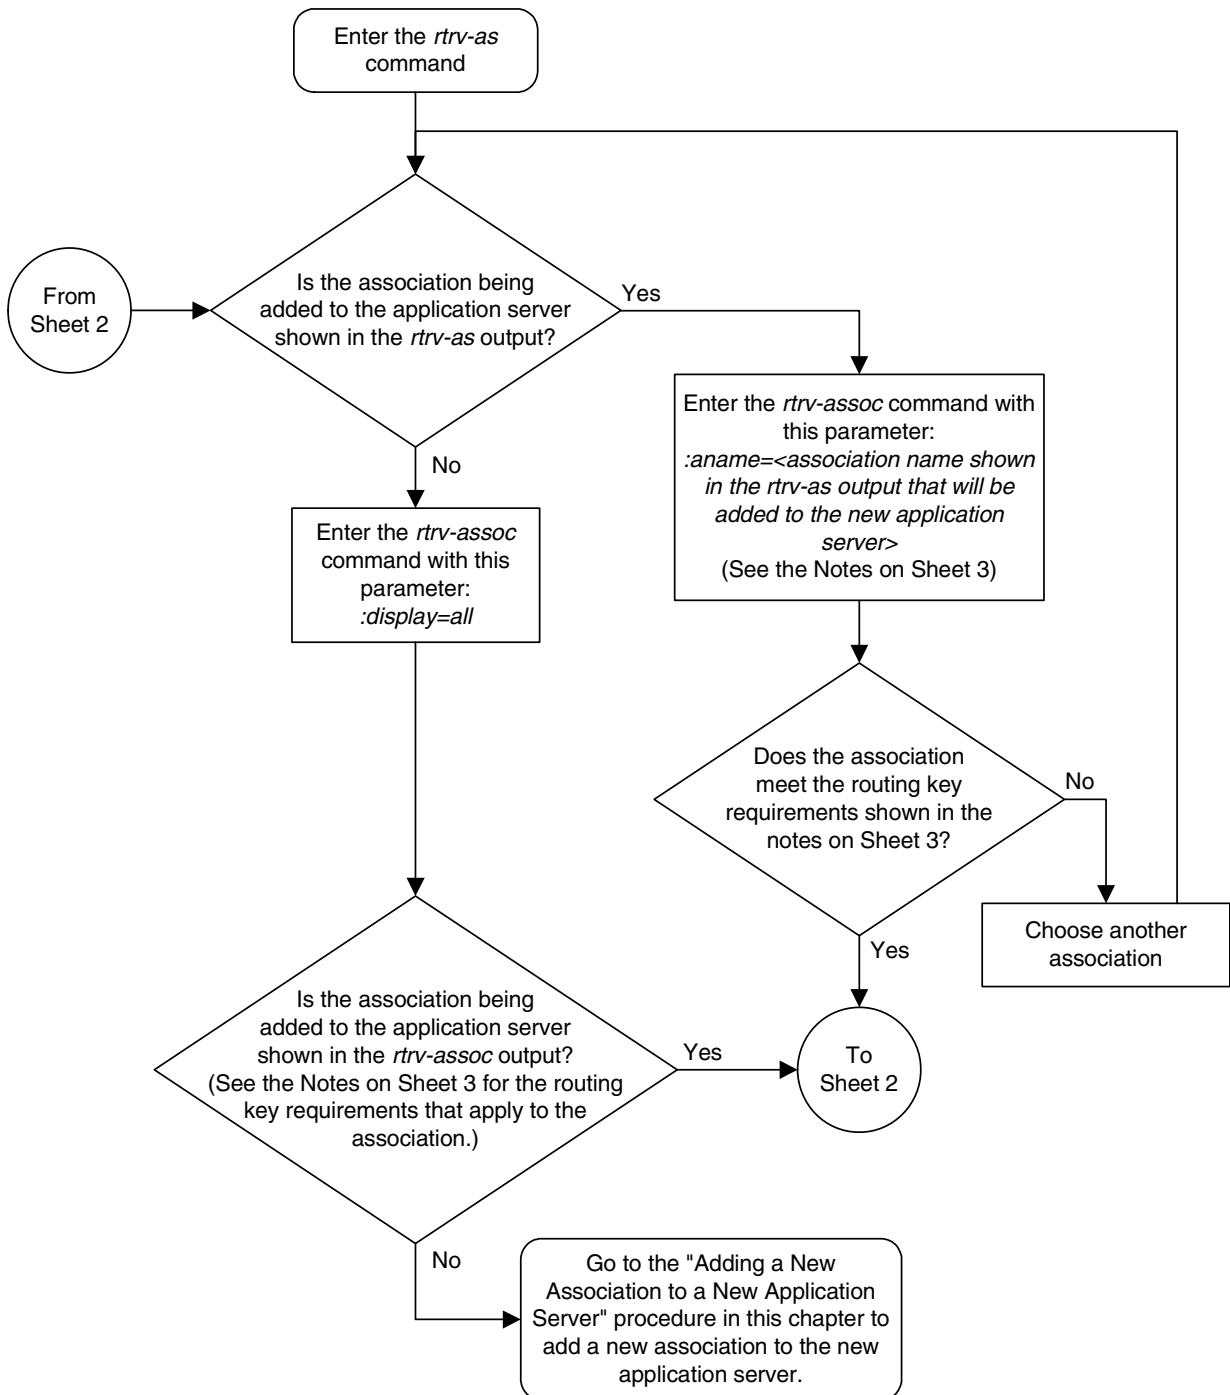 Enter the rtrv-as
command
From
Sheet 2
Is the association being
added to the application server
shown in the rtrv-as output?
Yes
No
Enter the rtrv-assoc command with
this parameter:
:aname=<association name shown
in the rtrv-as output that will be
added to the new application
server>
(See the Notes on Sheet 3)
Enter the rtrv-assoc
command with this
parameter:
:display=all
Does the association
meet the routing key
requirements shown in the
notes on Sheet 3?
No
Yes
Choose another
association
Is the association being
added to the application server
shown in the rtrv-assoc output?
(See the Notes on Sheet 3 for the routing
key requirements that apply to the
association.)
Yes
To
Sheet 2
No
Go to the "Adding a New
Association to a New Application
Server" procedure in this chapter to
add a new association to the new
application server.